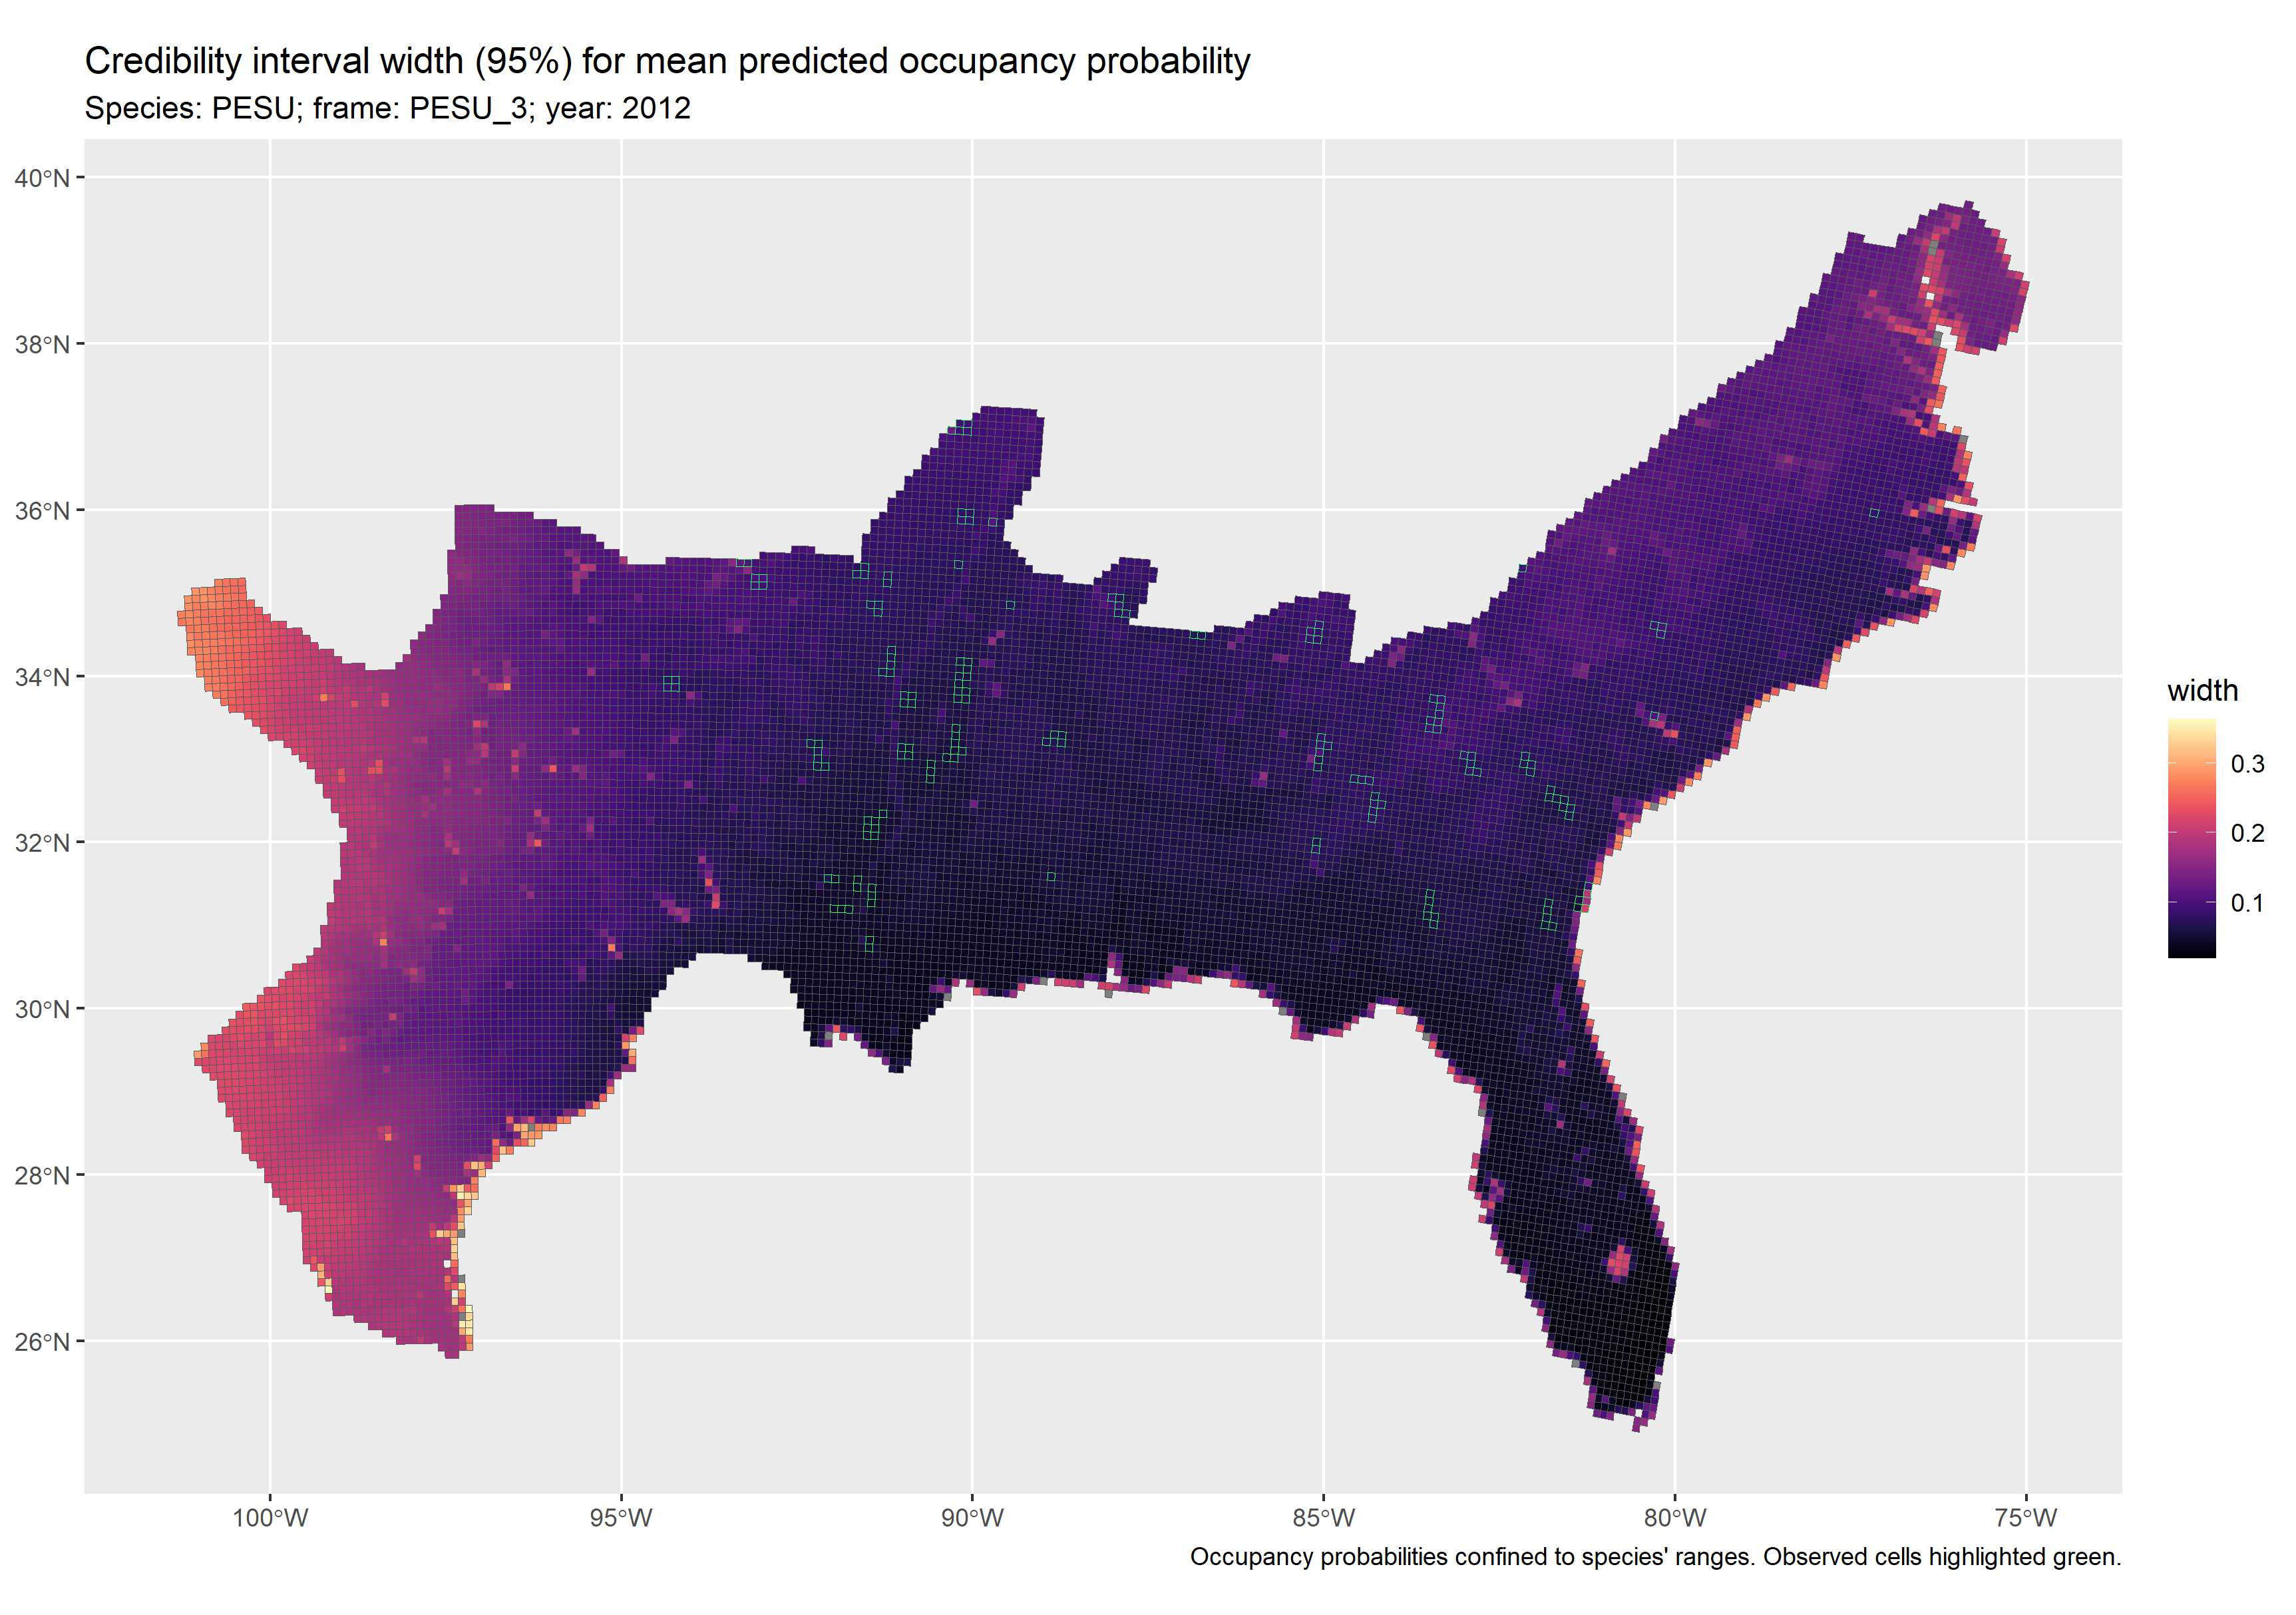 Credibility interval width (95%) for mean predicted occupancy probability
Species: PESU; frame: PESU_3; year: 2012
40°N
38°N
36°N
34°N
32°N
30°N
28°N
26°N
100°W
95°W
90°W
85°W
80°W
75°W
width
0.3
0.2
0.1
Occupancy probabilities confined to species' ranges. Observed cells highlighted green.